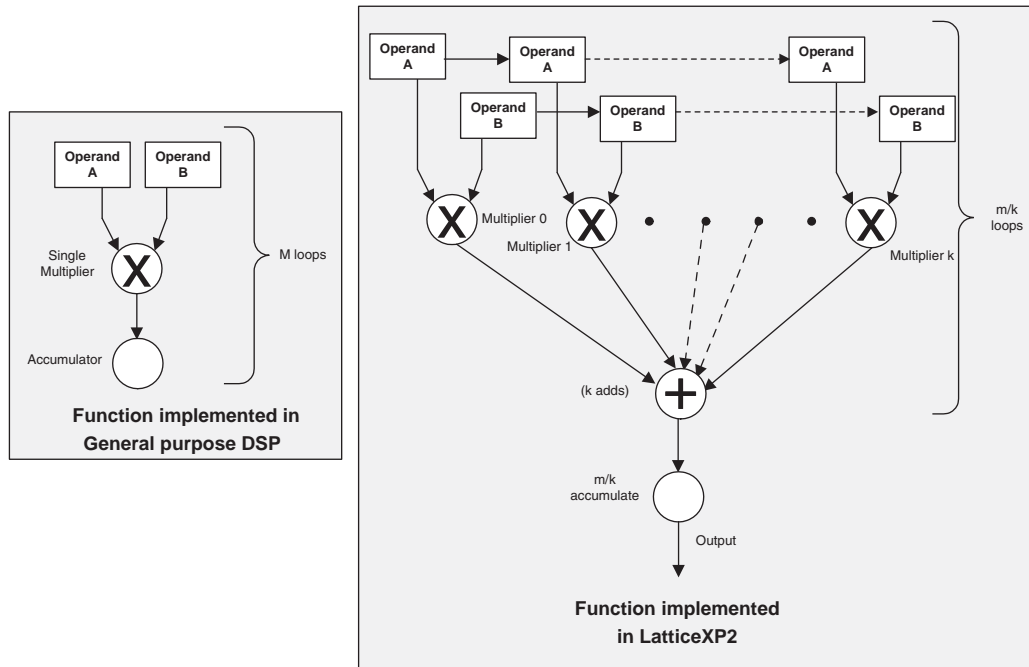 Operand
A
Operand
B
Single
Multiplier
X
M loops
Accumulator
Function implemented in
General purpose DSP
Operand
A
Operand
A
Operand
A
Operand
B
Operand
B
Operand
B
X
Multiplier 0
X
Multiplier 1
X
Multiplier k
m/k
loops
(k adds)
+
m/k
accumulate
Output
Function implemented
in LatticeXP2